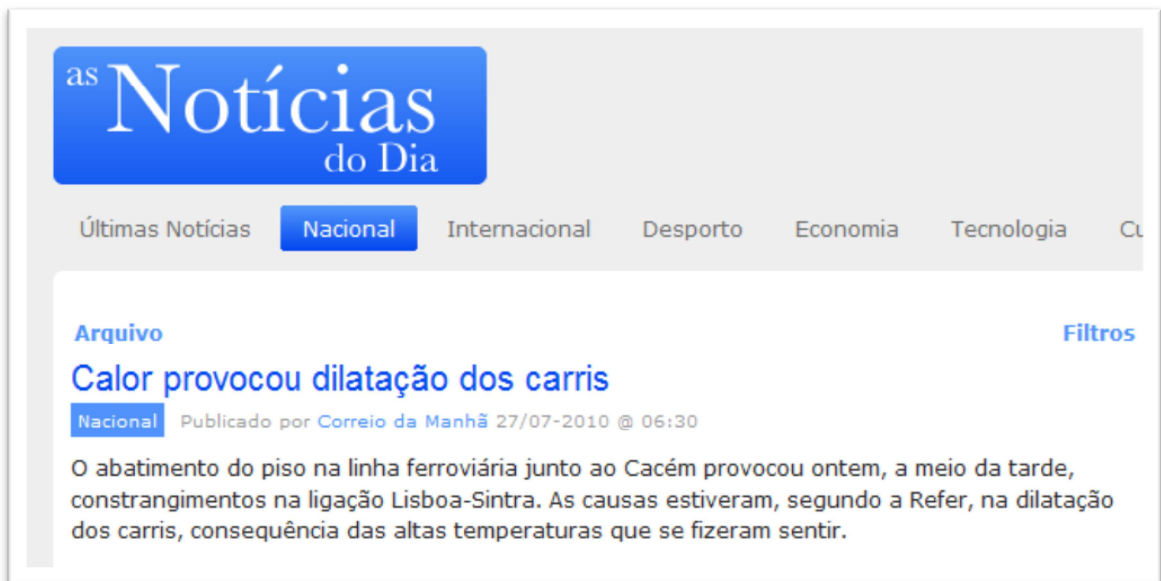 as Notícias
do Dia
Últimas Notícias Nacional Internacional Desporto Economia Tecnologia Cu
Arquivo Filtros
Calor provocou dilatação dos carris
Nacional Publicado por Correio da Manhã 27/07-2010 @ 06:30
O abatimento do piso na linha ferroviária junto ao Cacém provocou ontem, a meio da tarde,
constrangimentos na ligação Lisboa-Sintra. As causas estiveram, segundo a Refer, na dilatação
dos carris, consequência das altas temperaturas que se fizeram sentir.